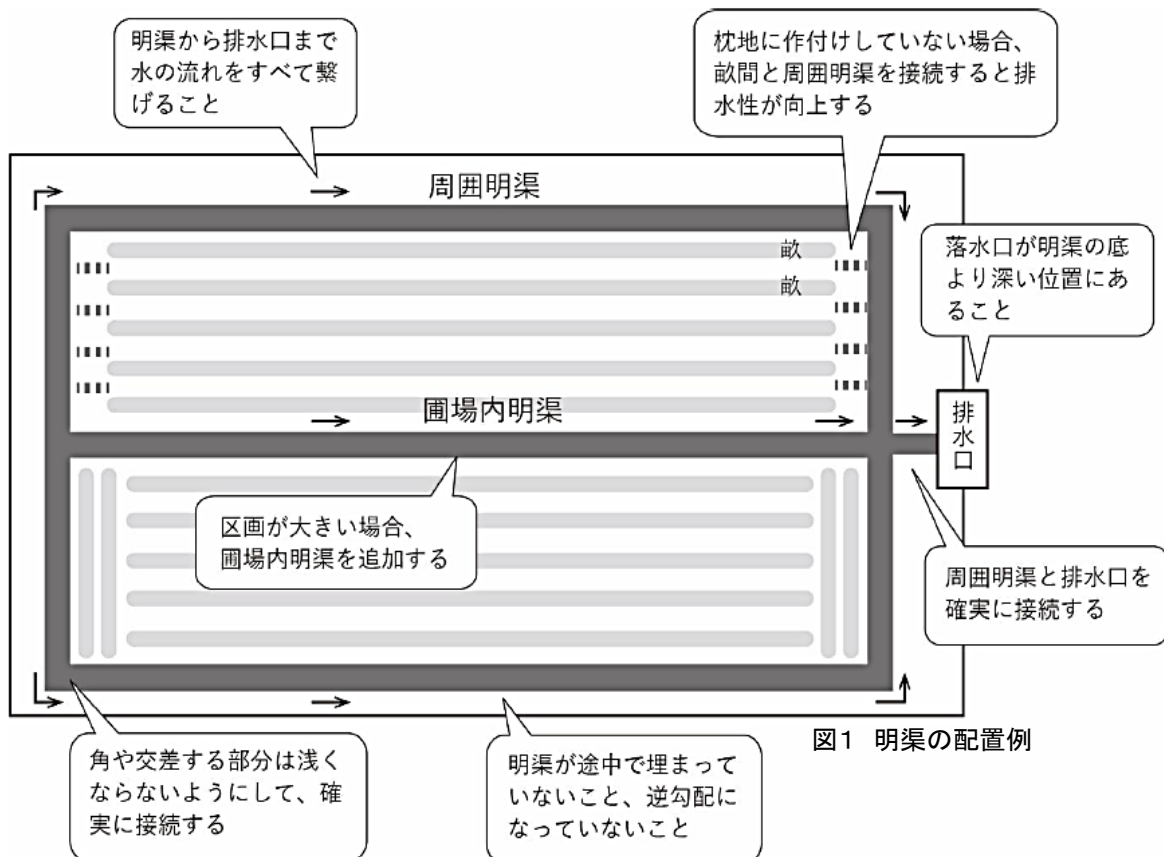 明渠から排水口まで
水の流れをすべて繋
げること
枕地に作付けしていない場合、
畝間と周囲明渠を接続すると排
水性が向上する
周囲明渠
畝
畝
落水口が明渠の底
より深い位置にあ
ること
圃場内明渠
排水口
区画が大きい場合、
圃場内明渠を追加する
周囲明渠と排水口を
確実に接続する
図1 明渠の配置例
角や交差する部分は浅く
ならないようにして、確
実に接続する
明渠が途中で埋まって
いないこと、逆勾配に
なっていないこと